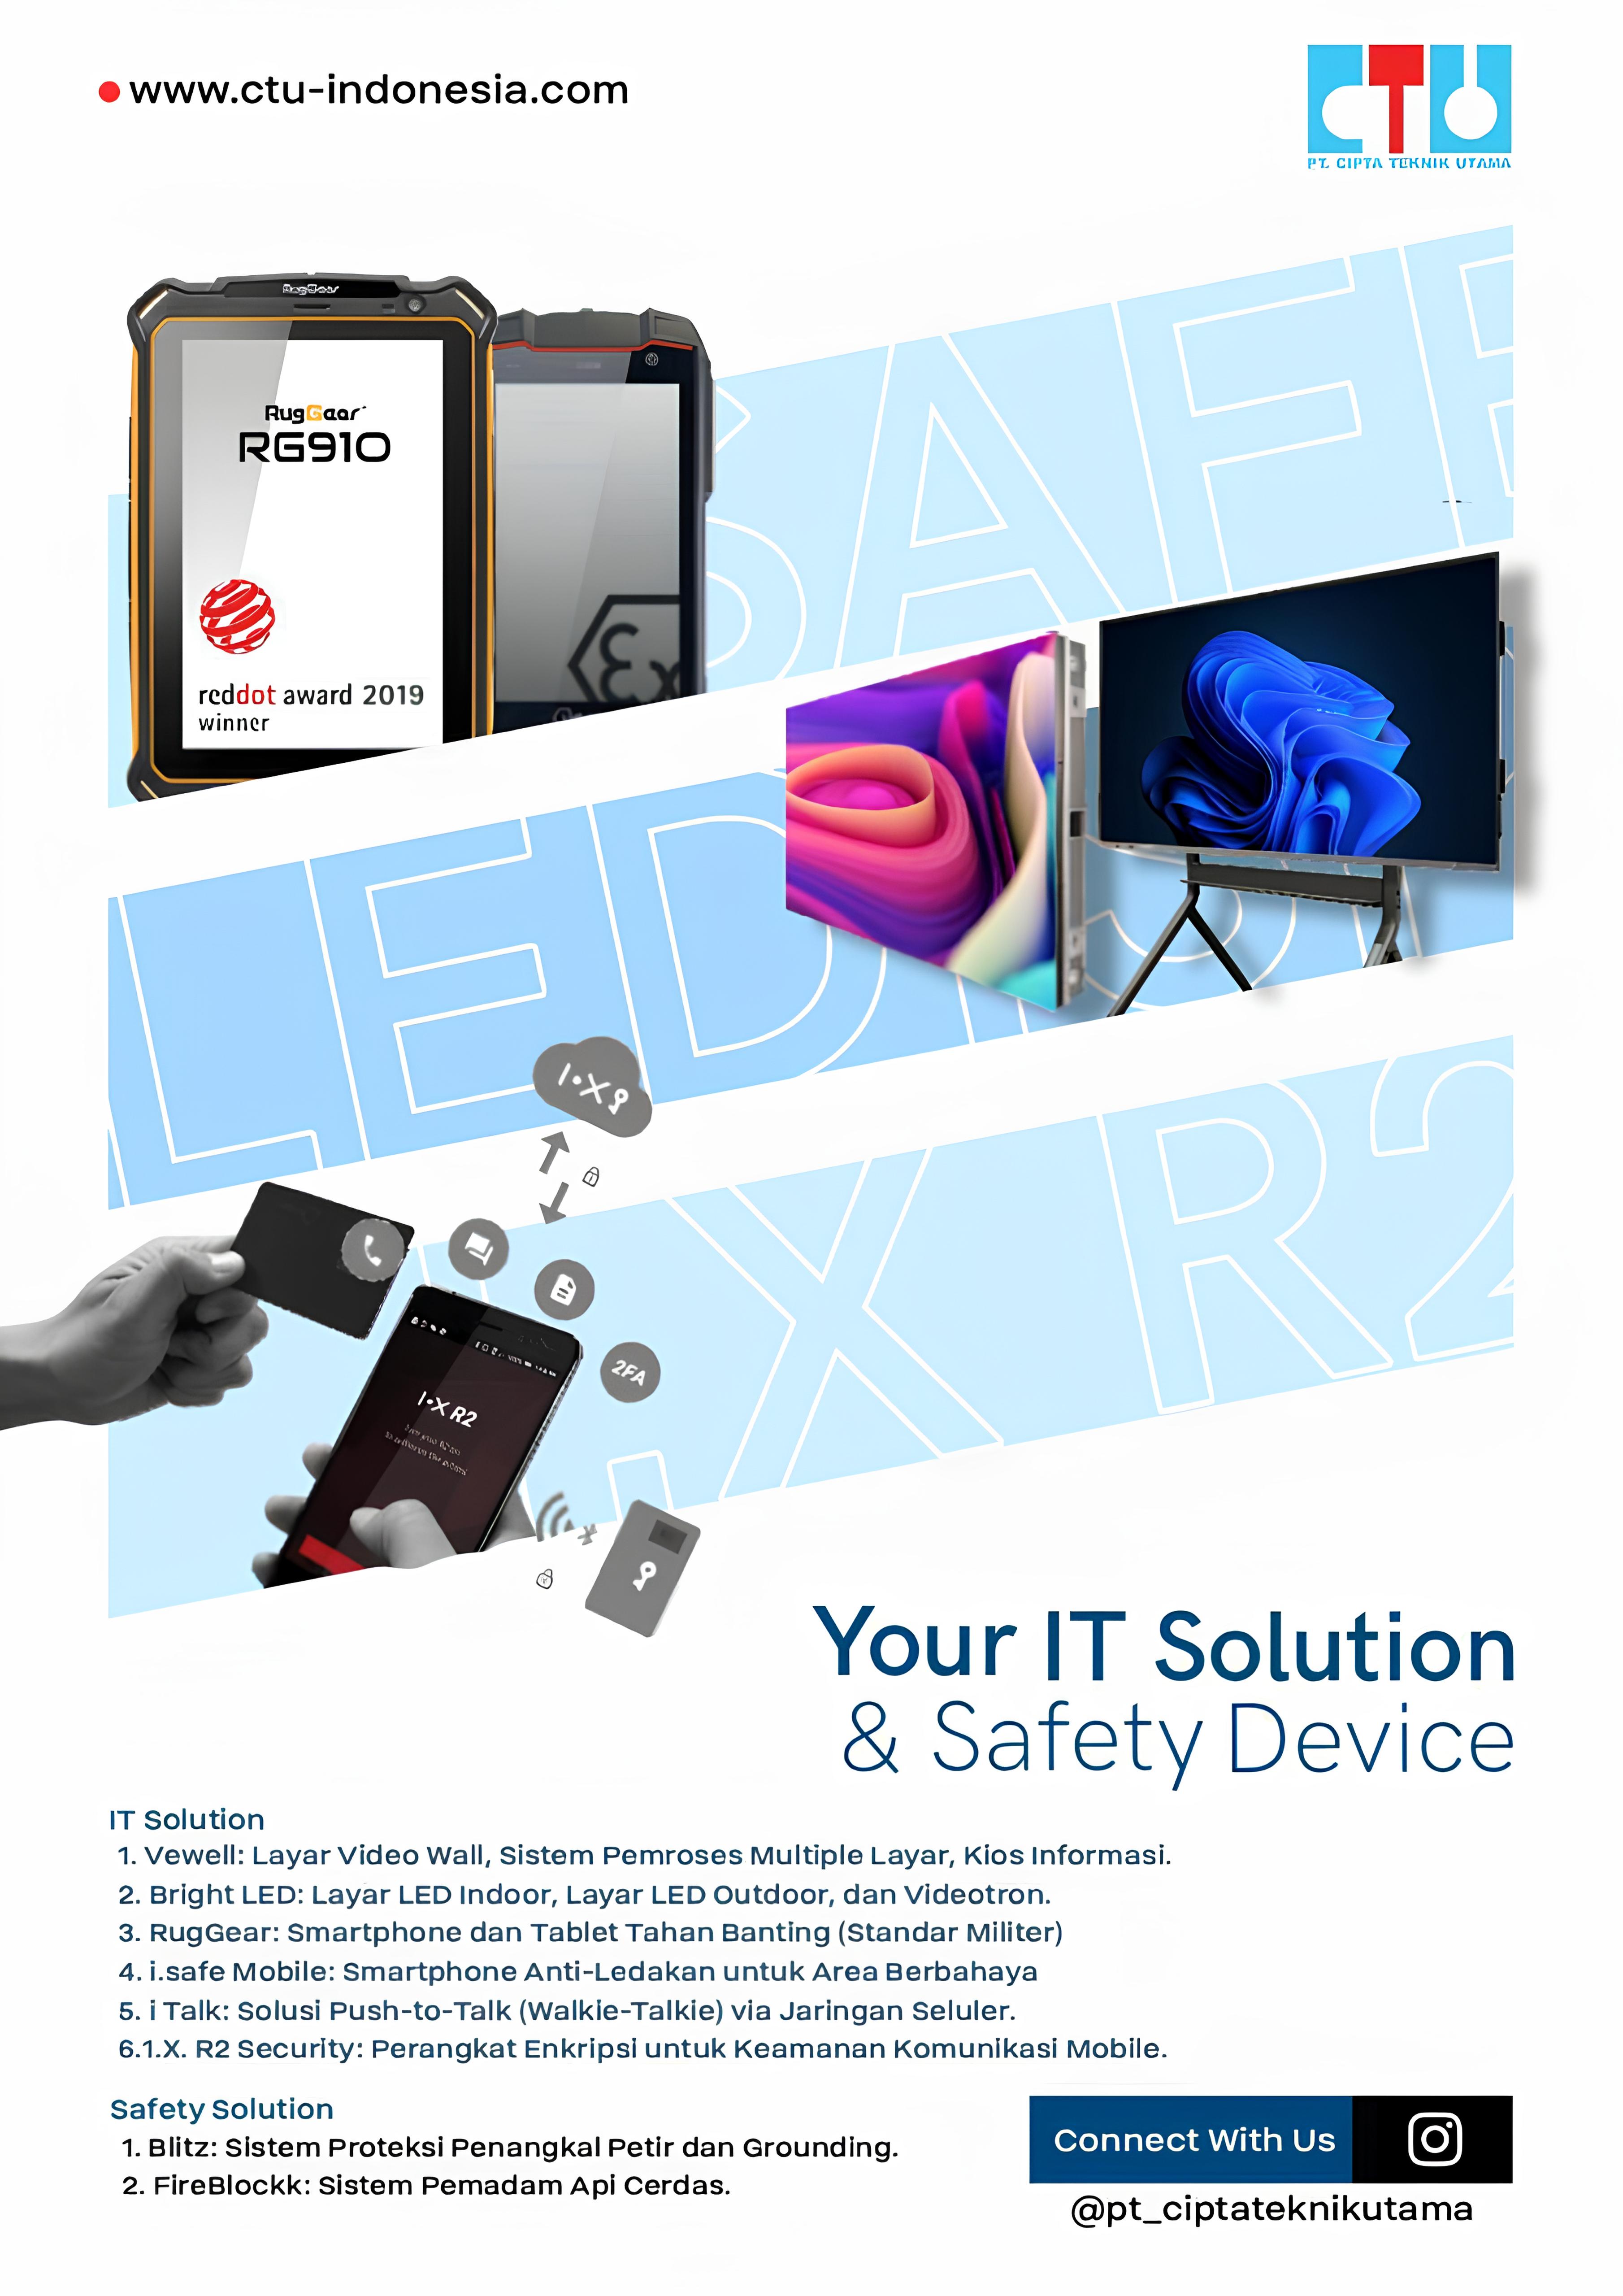 www.ctu-indonesia.com
CTU
PT. CIPTA TEKNIK UTAMA
RugGear
RugGear
RG910
reddot award 2019
winner
Ex
SAFE
LED
I.X R2
I•X
2FA
I•X R2
Your IT Solution
& Safety Device
IT Solution
1. Vewell: Layar Video Wall, Sistem Pemroses Multiple Layar, Kios Informasi.
2. Bright LED: Layar LED Indoor, Layar LED Outdoor, dan Videotron.
3. RugGear: Smartphone dan Tablet Tahan Banting (Standar Militer)
4. i.safe Mobile: Smartphone Anti-Ledakan untuk Area Berbahaya
5. i Talk: Solusi Push-to-Talk (Walkie-Talkie) via Jaringan Seluler.
6.1.X. R2 Security: Perangkat Enkripsi untuk Keamanan Komunikasi Mobile.
Safety Solution
1. Blitz: Sistem Proteksi Penangkal Petir dan Grounding.
2. FireBlockk: Sistem Pemadam Api Cerdas.
Connect With Us
@pt_ciptateknikutama